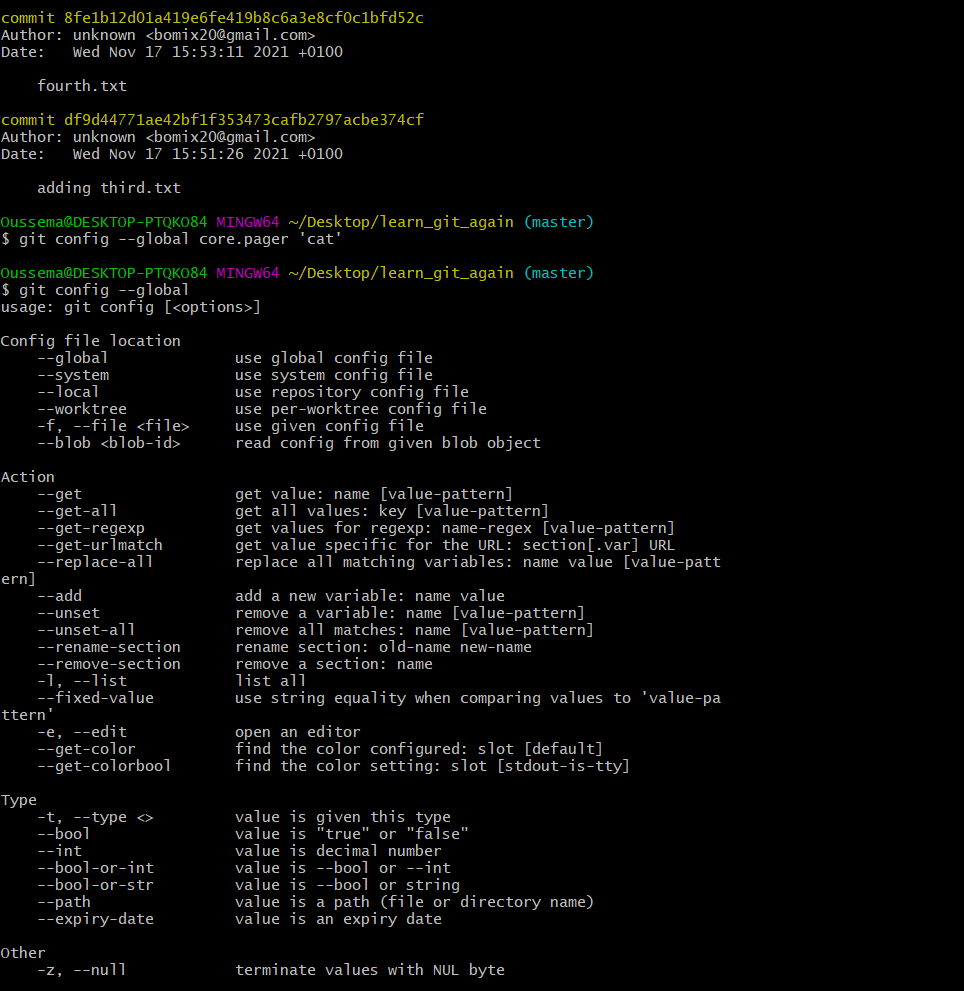 commit 8fe1b12d01a419e6fe419b8c6a3e8cf0c1bfd52c
Author: unknown <bomix20@gmail.com>
Date:   Wed Nov 17 15:53:11 2021 +0100

    fourth.txt

commit df9d44771ae42bf1f353473cafb2797acbe374cf
Author: unknown <bomix20@gmail.com>
Date:   Wed Nov 17 15:51:26 2021 +0100

    adding third.txt

Oussema@DESKTOP-PTQKO84 MINGW64 ~/Desktop/learn_git_again (master)
$ git config --global core.pager 'cat'

Oussema@DESKTOP-PTQKO84 MINGW64 ~/Desktop/learn_git_again (master)
$ git config --global
usage: git config [<options>]

Config file location
    --global              use global config file
    --system              use system config file
    --local               use repository config file
    --worktree            use per-worktree config file
    -f, --file <file>     use given config file
    --blob <blob-id>      read config from given blob object

Action
    --get                 get value: name [value-pattern]
    --get-all             get all values: key [value-pattern]
    --get-regexp          get values for regexp: name-regex [value-pattern]
    --get-urlmatch        get value specific for the URL: section[.var] URL
    --replace-all         replace all matching variables: name value [value-patt
ern]
    --add                 add a new variable: name value
    --unset               remove a variable: name [value-pattern]
    --unset-all           remove all matches: name [value-pattern]
    --rename-section      rename section: old-name new-name
    --remove-section      remove a section: name
    -l, --list            list all
    --fixed-value         use string equality when comparing values to 'value-pa
ttern'
    -e, --edit            open an editor
    --get-color           find the color configured: slot [default]
    --get-colorbool       find the color setting: slot [stdout-is-tty]

Type
    -t, --type <>         value is given this type
    --bool                value is "true" or "false"
    --int                 value is decimal number
    --bool-or-int         value is --bool or --int
    --bool-or-str         value is --bool or string
    --path                value is a path (file or directory name)
    --expiry-date         value is an expiry date

Other
    -z, --null            terminate values with NUL byte